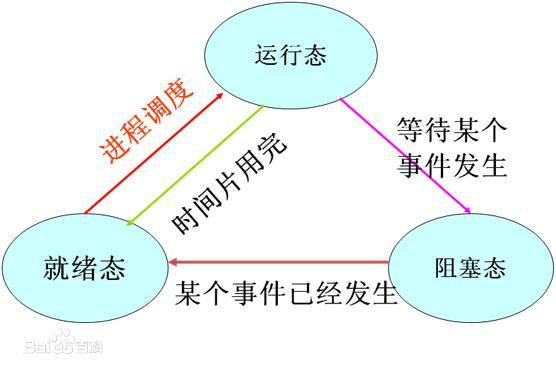 运行态
进程调度
时间片用完
等待某个
事件发生
就绪态
阻塞态
某个事件已经发生
Bai百科